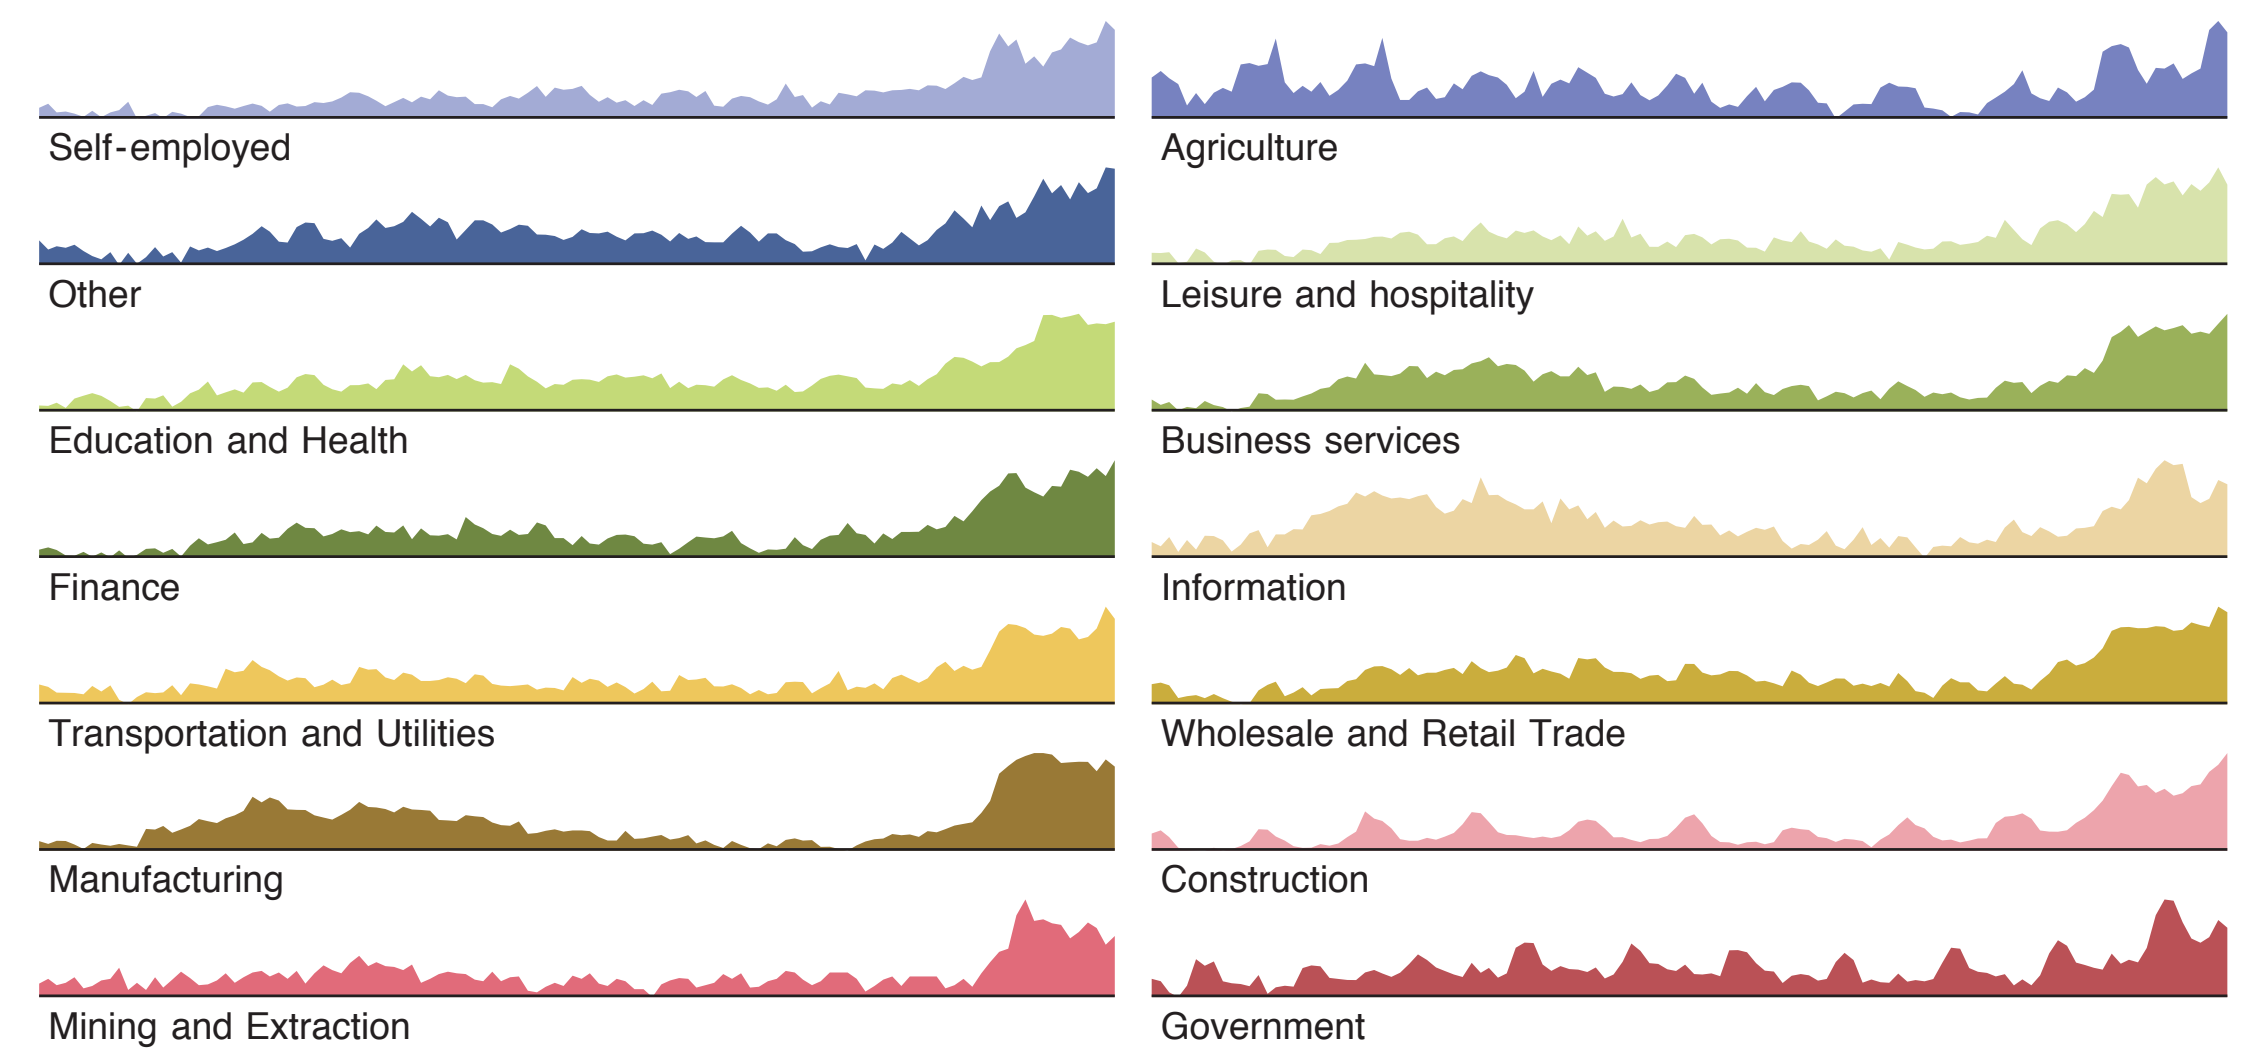 Self-employed
Agriculture
Other
Leisure and hospitality
Education and Health
Business services
Finance
Information
Transportation and Utilities
Wholesale and Retail Trade
Manufacturing
Construction
Mining and Extraction
Government